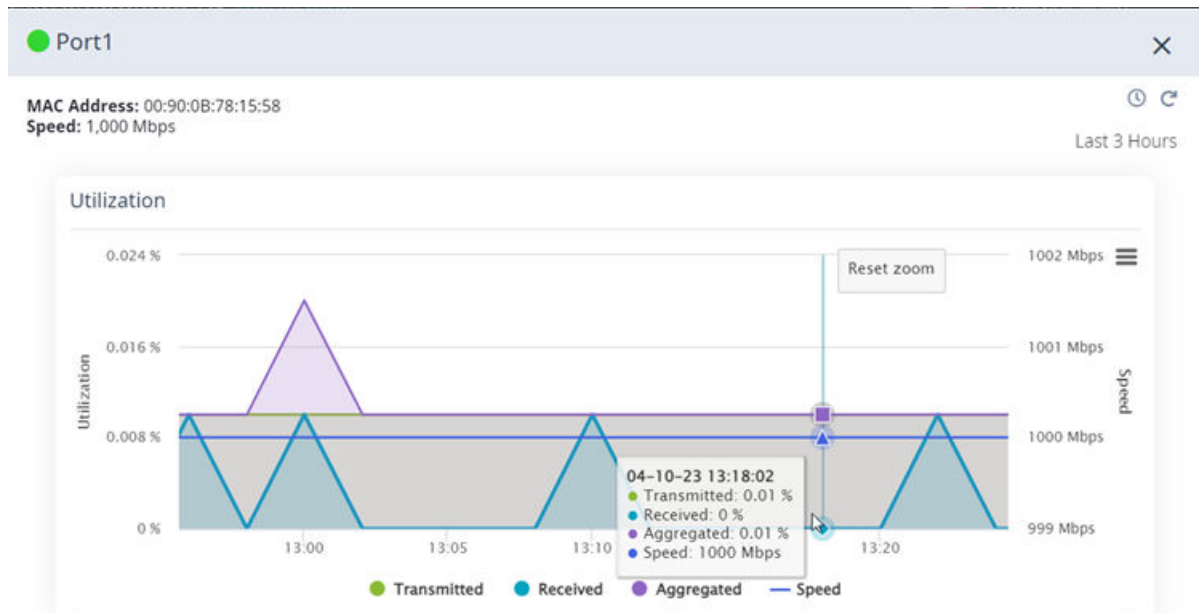 Port1
MAC Address: 00:90:0B:78:15:58
Speed: 1,000 Mbps
Last 3 Hours
Utilization
0.024 %
1002 Mbps
Reset zoom
0.016 %
1001 Mbps
Utilization
Speed
0.008 %
1000 Mbps
04-10-23 13:18:02
Transmitted: 0.01 %
Received: 0 %
Aggregated: 0.01 %
Speed: 1000 Mbps
0 %
999 Mbps
13:00 13:05 13:10 13:20
Transmitted Received Aggregated Speed